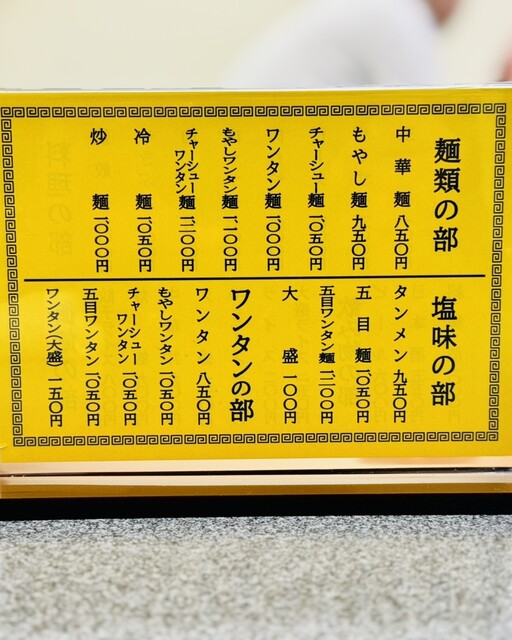 麺類の部
中華麺 八五〇円
もやし麺 九五〇円
チャーシュー麺 一、〇五〇円
ワンタン麺 一、〇〇〇円
もやしワンタン麺 一、一〇〇円
チャーシューワンタン麺 一、二〇〇円
冷麺 一、〇五〇円
炒麺 一、〇〇〇円
塩味の部
タンメン 九五〇円
五目麺 一、〇五〇円
五目ワンタン麺 一、二〇〇円
大盛 一〇〇円
ワンタンの部
ワンタン 八五〇円
もやしワンタン 一、〇五〇円
チャーシューワンタン 一、〇五〇円
五目ワンタン 一、〇五〇円
ワンタン(大盛) 一五〇円